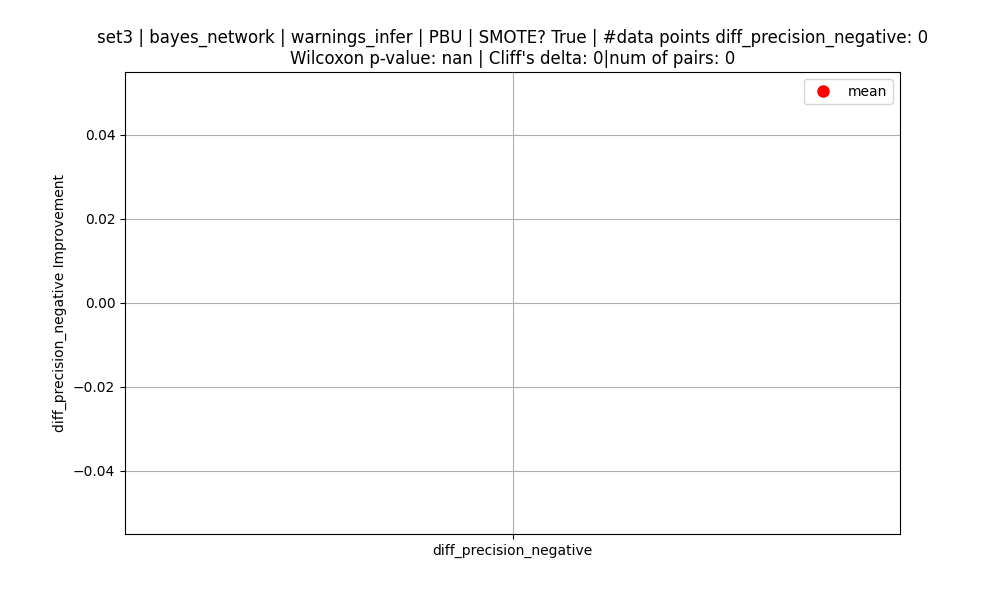 set3 | bayes_network | warnings_infer | PBU | SMOTE? True | #data points diff_precision_negative: 0
Wilcoxon p-value: nan | Cliff's delta: 0|num of pairs: 0
mean
0.04
0.02
0.00
−0.02
−0.04
diff_precision_negative Improvement
diff_precision_negative